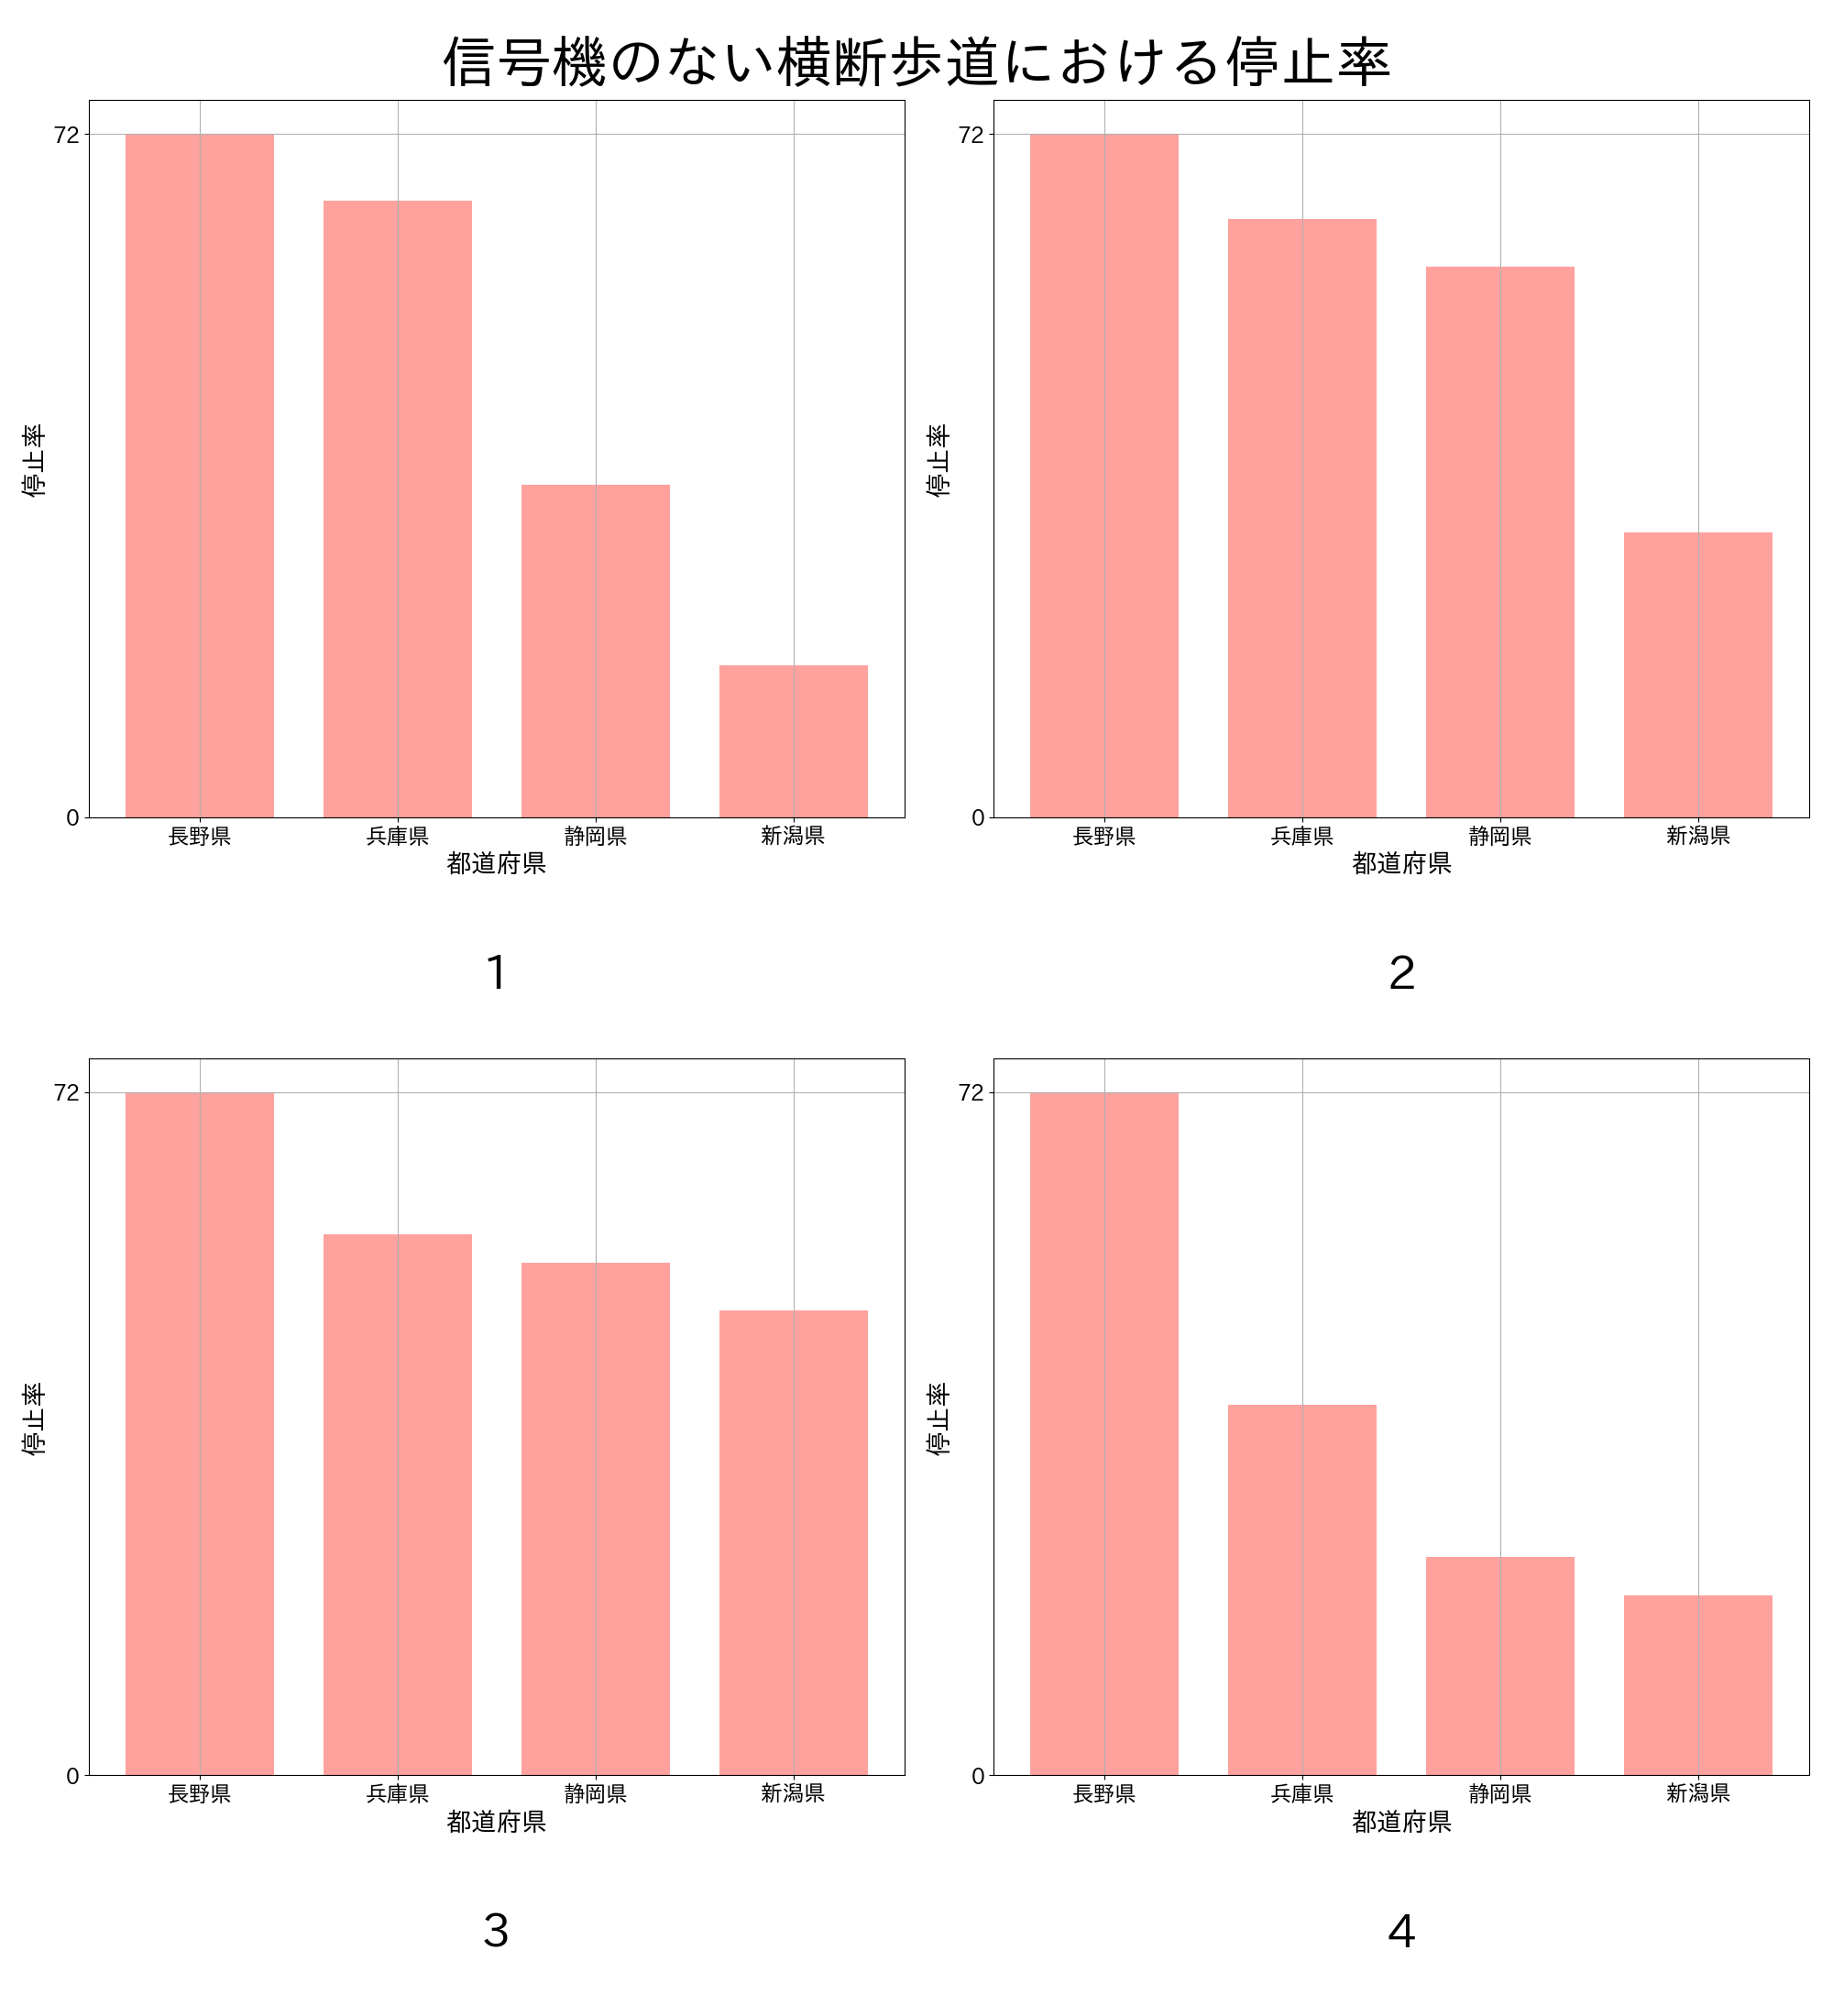 信号機のない横断歩道における停止率
72
0
停止率
長野県 兵庫県 静岡県 新潟県
都道府県
1
72
0
停止率
長野県 兵庫県 静岡県 新潟県
都道府県
2
72
0
停止率
長野県 兵庫県 静岡県 新潟県
都道府県
3
72
0
停止率
長野県 兵庫県 静岡県 新潟県
都道府県
4